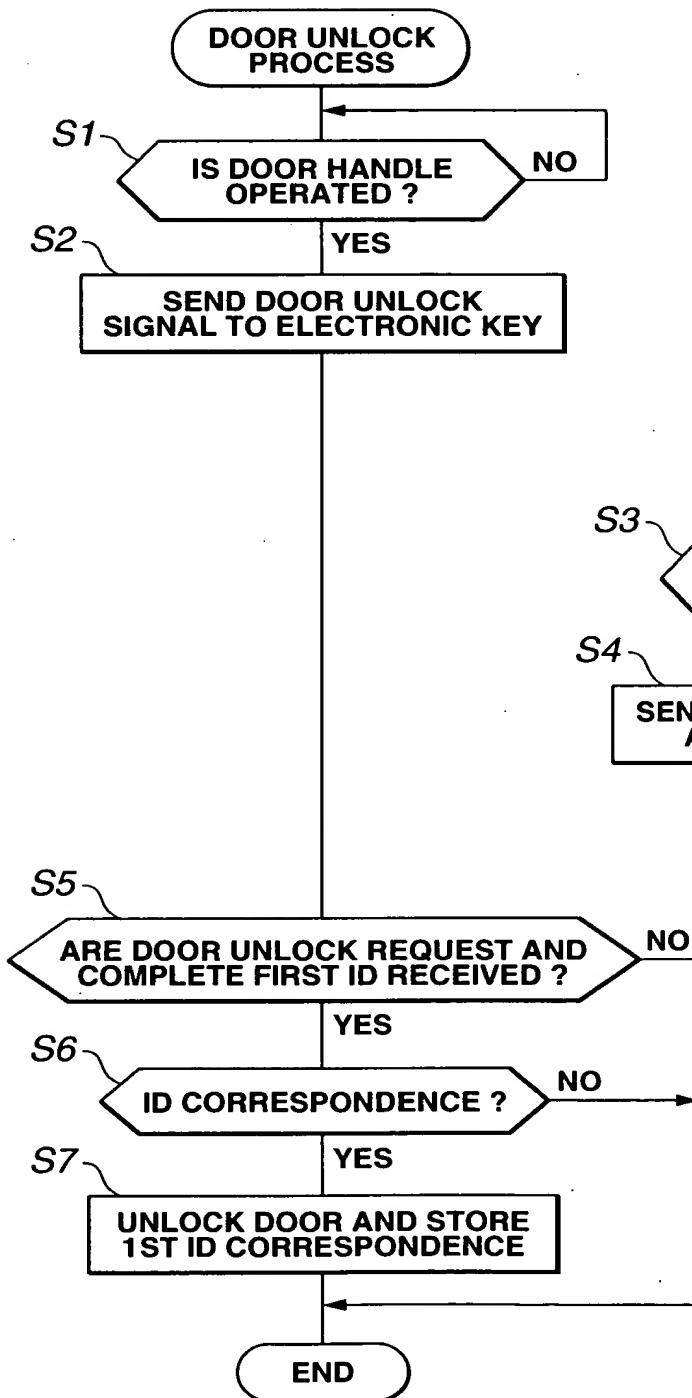 DOOR UNLOCK
PROCESS
S1
IS DOOR HANDLE
OPERATED ?
NO
YES
S2
SEND DOOR UNLOCK
SIGNAL TO ELECTRONIC KEY
S3
S4
SEN
A
S5
ARE DOOR UNLOCK REQUEST AND
COMPLETE FIRST ID RECEIVED ?
NO
YES
S6
ID CORRESPONDENCE ?
NO
YES
S7
UNLOCK DOOR AND STORE
1ST ID CORRESPONDENCE
END